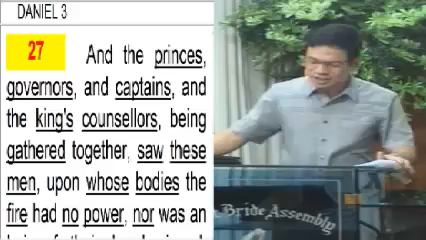 DANIEL 3
27 And the princes,
governors, and captains, and
the king's counsellors, being
gathered together, saw these
men, upon whose bodies the
fire had no power, nor was an
Bride Assembly